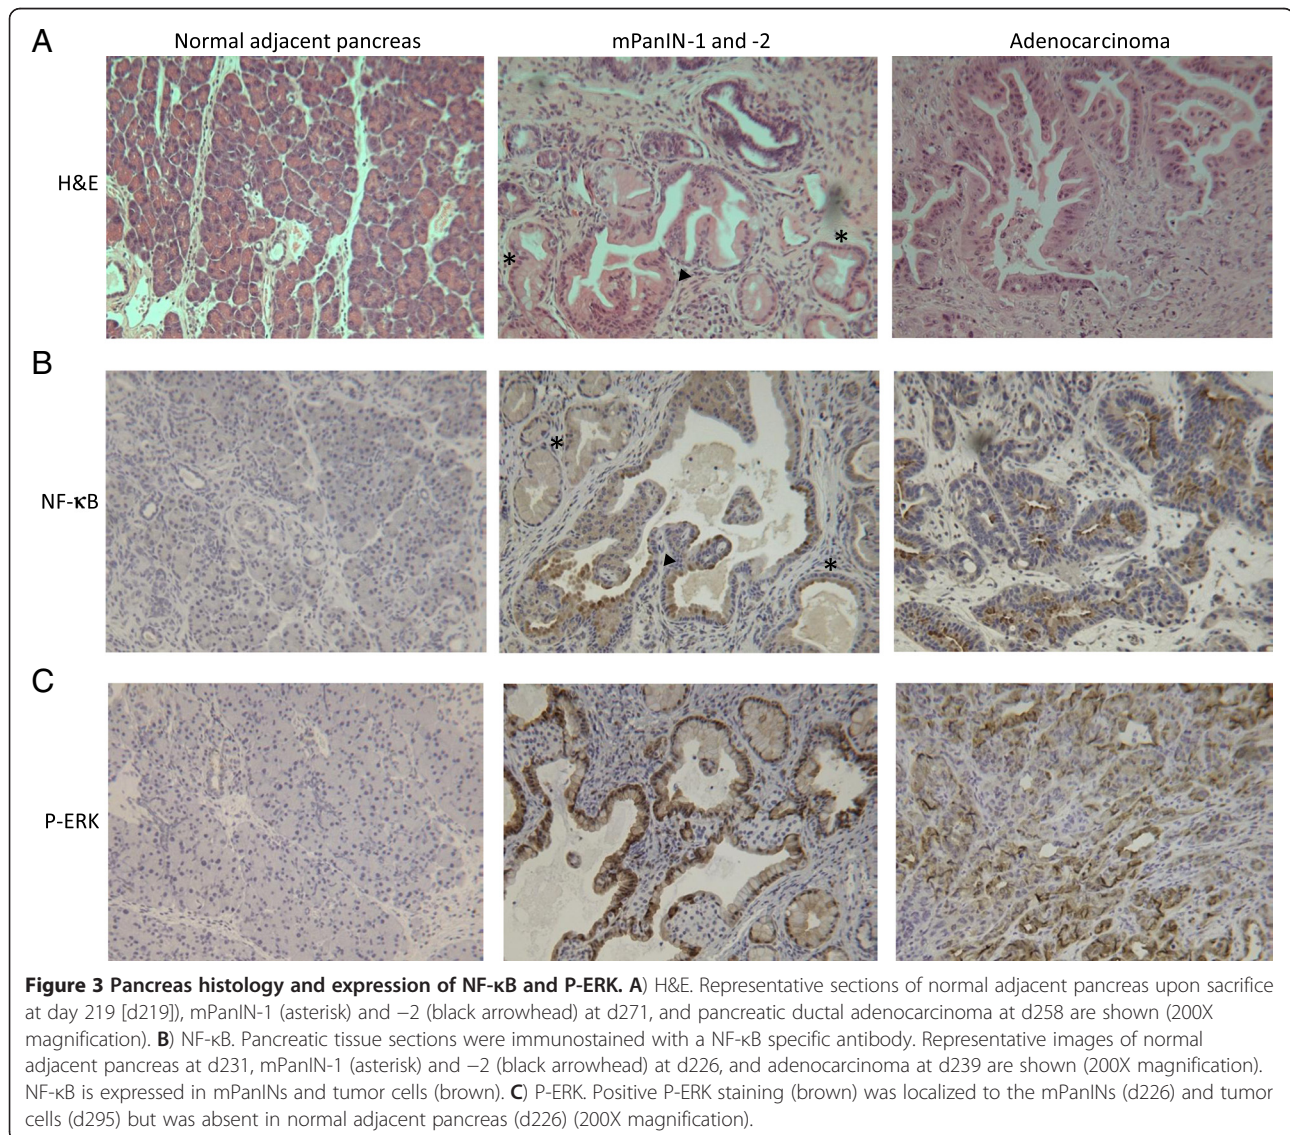 A
Normal adjacent pancreas
mPanIN-1 and -2
Adenocarcinoma
H&E
*
*
B
NF-κB
*
*
C
P-ERK
Figure 3 Pancreas histology and expression of NF-κB and P-ERK. A) H&E. Representative sections of normal adjacent pancreas upon sacrifice
at day 219 [d219]), mPanIN-1 (asterisk) and −2 (black arrowhead) at d271, and pancreatic ductal adenocarcinoma at d258 are shown (200X
magnification). B) NF-κB. Pancreatic tissue sections were immunostained with a NF-κB specific antibody. Representative images of normal
adjacent pancreas at d231, mPanIN-1 (asterisk) and −2 (black arrowhead) at d226, and adenocarcinoma at d239 are shown (200X magnification).
NF-κB is expressed in mPanINs and tumor cells (brown). C) P-ERK. Positive P-ERK staining (brown) was localized to the mPanINs (d226) and tumor
cells (d295) but was absent in normal adjacent pancreas (d226) (200X magnification).